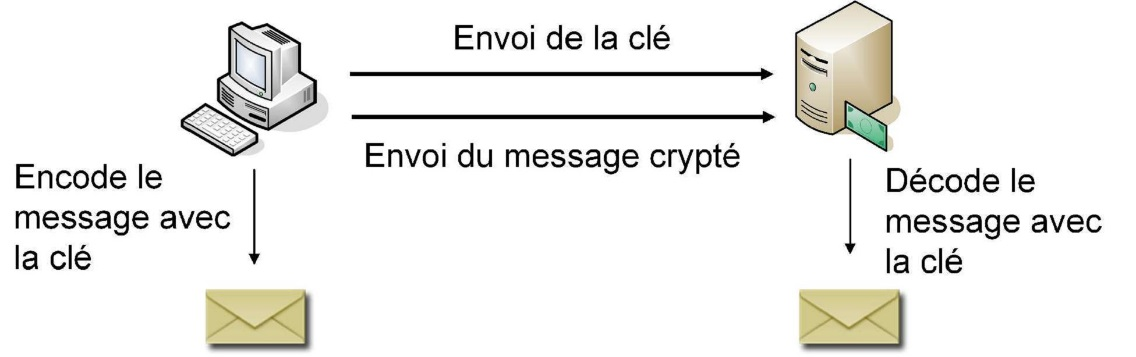 Envoi de la clé
Envoi du message crypté
Encode le
message avec
la clé
Décode le
message avec
la clé